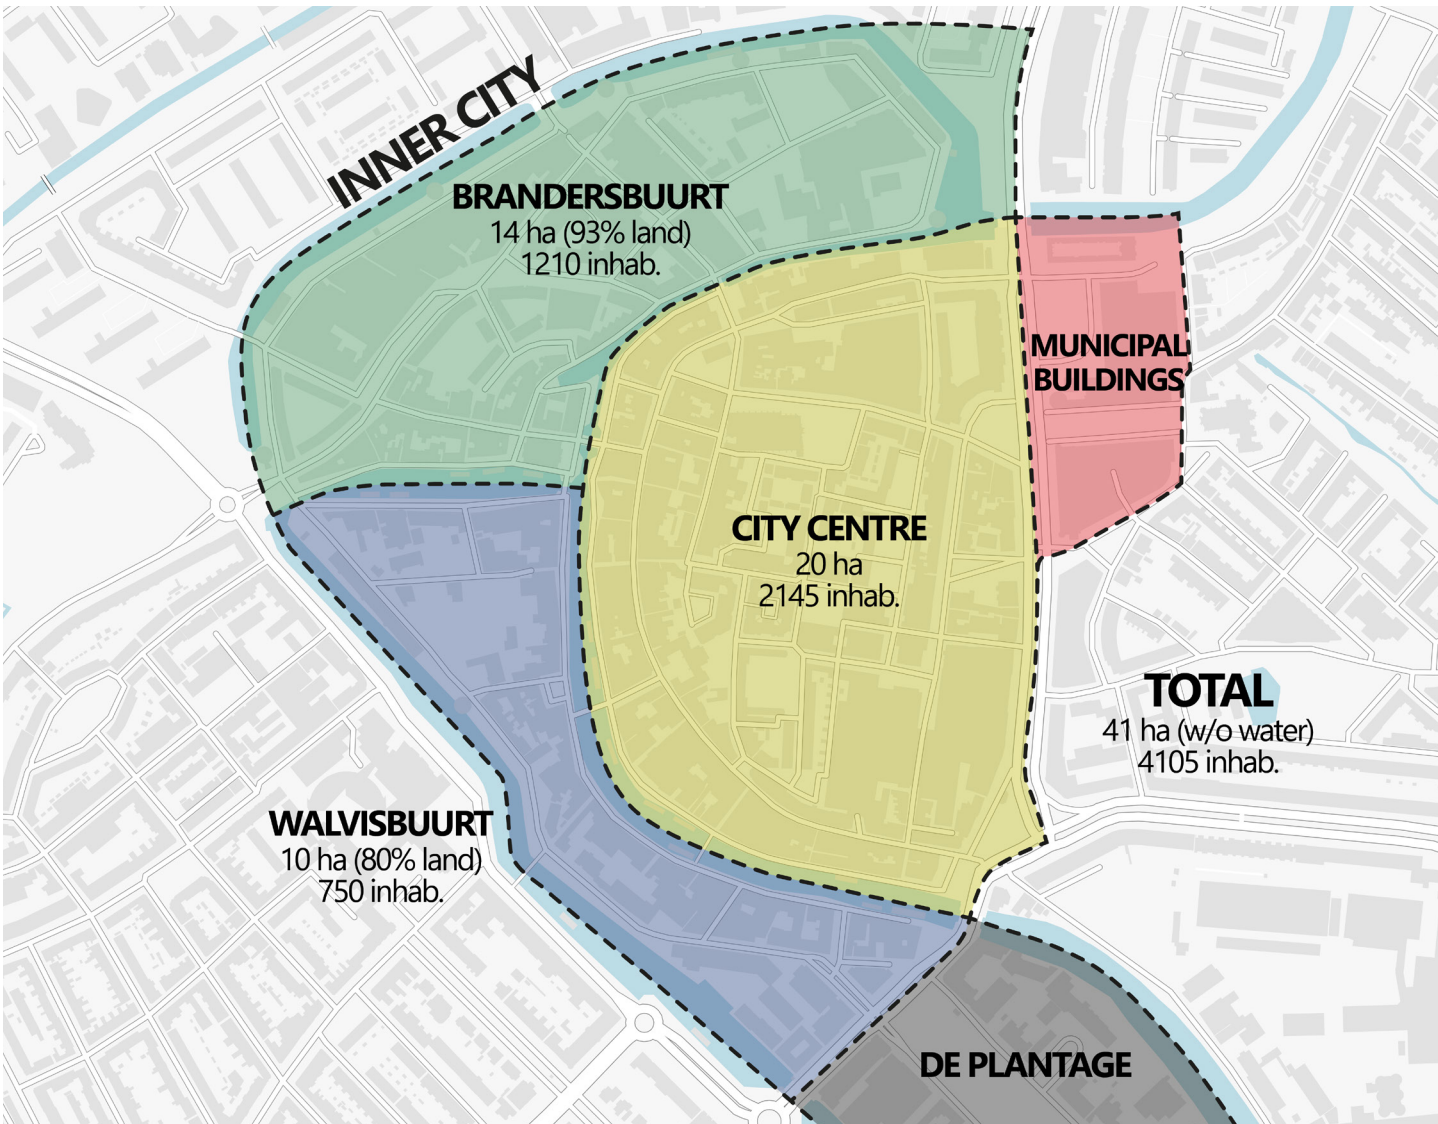 INNER CITY
BRANDERSBUURT
14 ha (93% land)
1210 inhab.
MUNICIPAL
BUILDINGS
CITY CENTRE
20 ha
2145 inhab.
TOTAL
41 ha (w/o water)
4105 inhab.
WALVISBUURT
10 ha (80% land)
750 inhab.
DE PLANTAGE